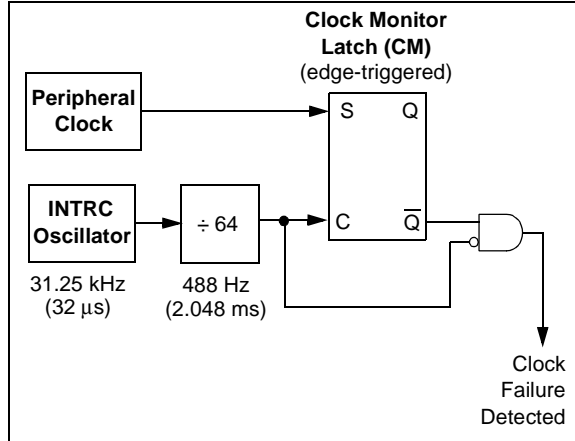 Clock Monitor
Latch (CM)
(edge-triggered)
Peripheral
Clock
S
Q
INTRC
Oscillator
÷ 64
C
Q̅
31.25 kHz
(32 μs)
488 Hz
(2.048 ms)
Clock
Failure
Detected